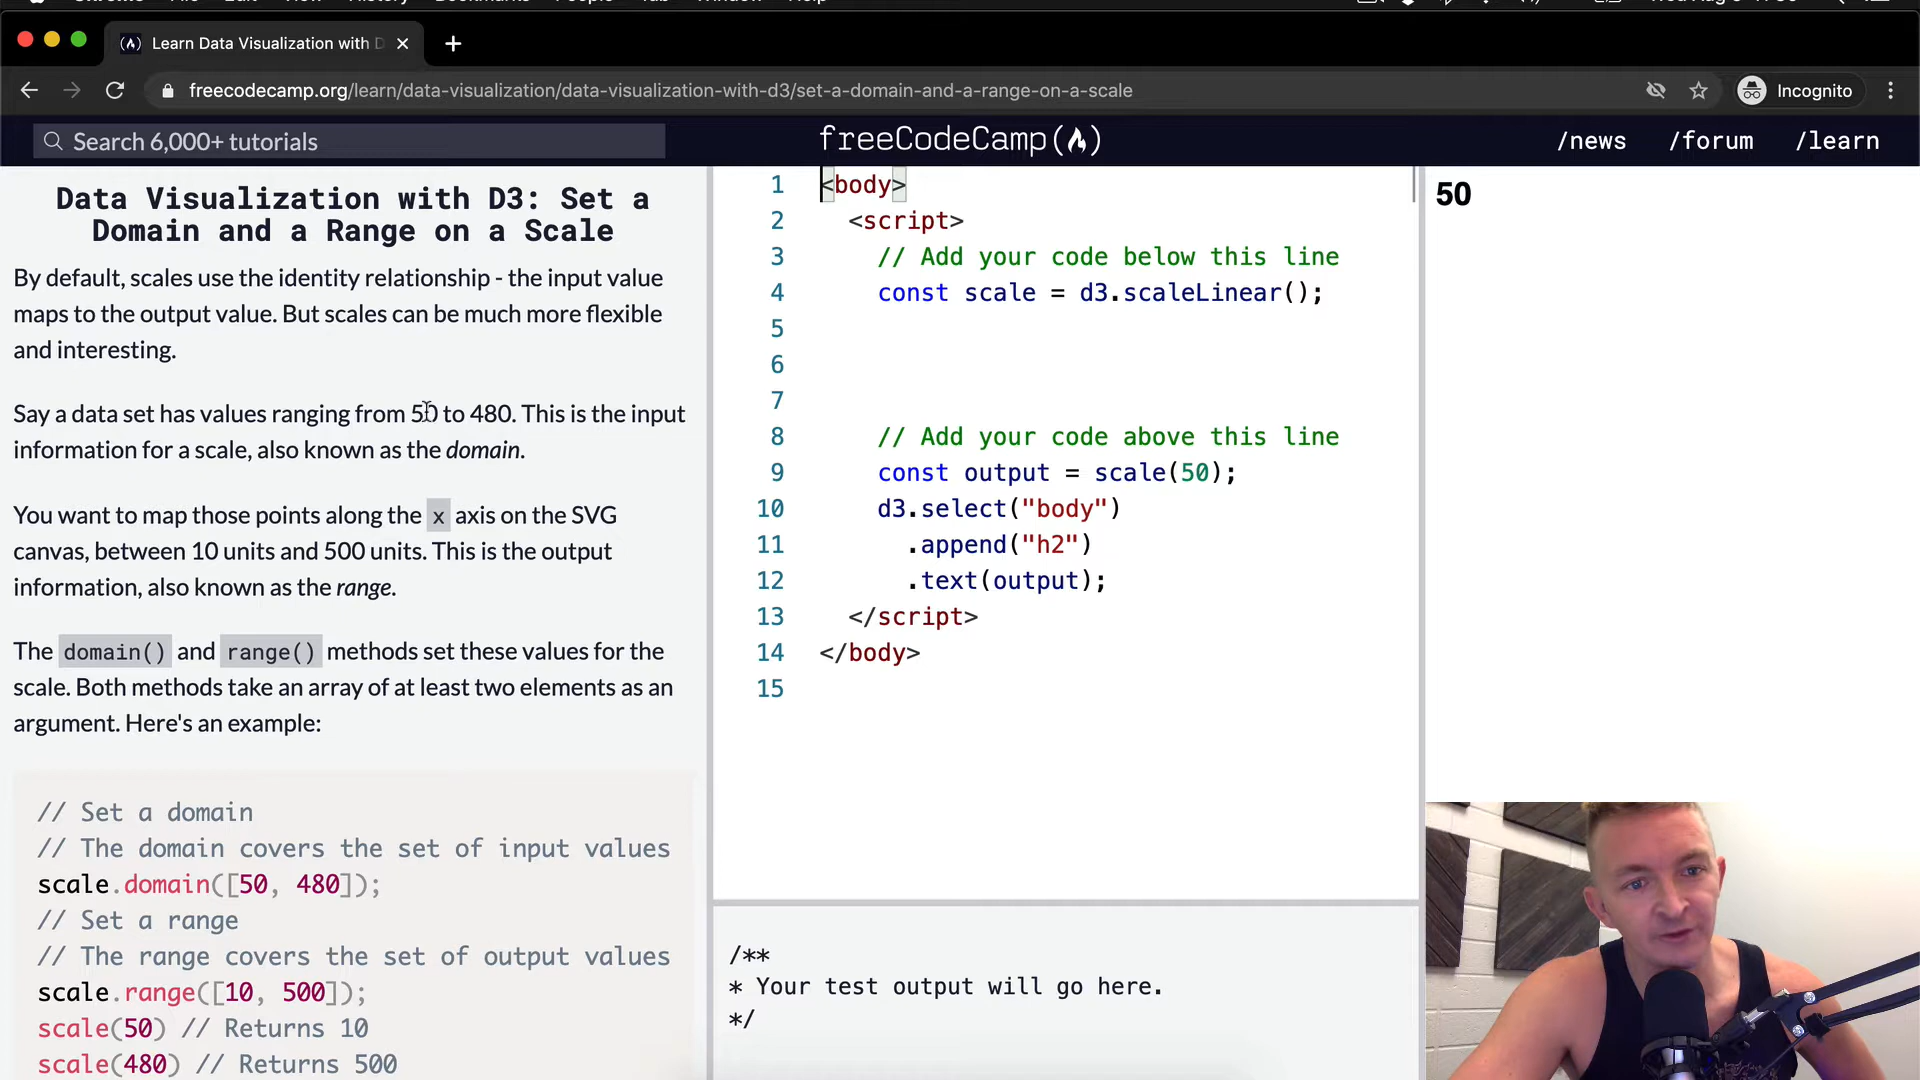 Learn Data Visualization with D
freecodecamp.org/learn/data-visualization/data-visualization-with-d3/set-a-domain-and-a-range-on-a-scale
Incognito
Search 6,000+ tutorials
freeCodeCamp
/news
/forum
/learn
Data Visualization with D3: Set a
Domain and a Range on a Scale
By default, scales use the identity relationship - the input value
maps to the output value. But scales can be much more flexible
and interesting.
Say a data set has values ranging from 50 to 480. This is the input
information for a scale, also known as the domain.
You want to map those points along the x axis on the SVG
canvas, between 10 units and 500 units. This is the output
information, also known as the range.
The domain() and range() methods set these values for the
scale. Both methods take an array of at least two elements as an
argument. Here's an example:
// Set a domain
// The domain covers the set of input values
scale.domain([50, 480]);
// Set a range
// The range covers the set of output values
scale.range([10, 500]);
scale(50) // Returns 10
scale(480) // Returns 500
1 <body>
2 <script>
3 // Add your code below this line
4 const scale = d3.scaleLinear();
5
6
7
8 // Add your code above this line
9 const output = scale(50);
10 d3.select("body")
11 .append("h2")
12 .text(output);
13 </script>
14 </body>
15
/**
* Your test output will go here.
*/
50